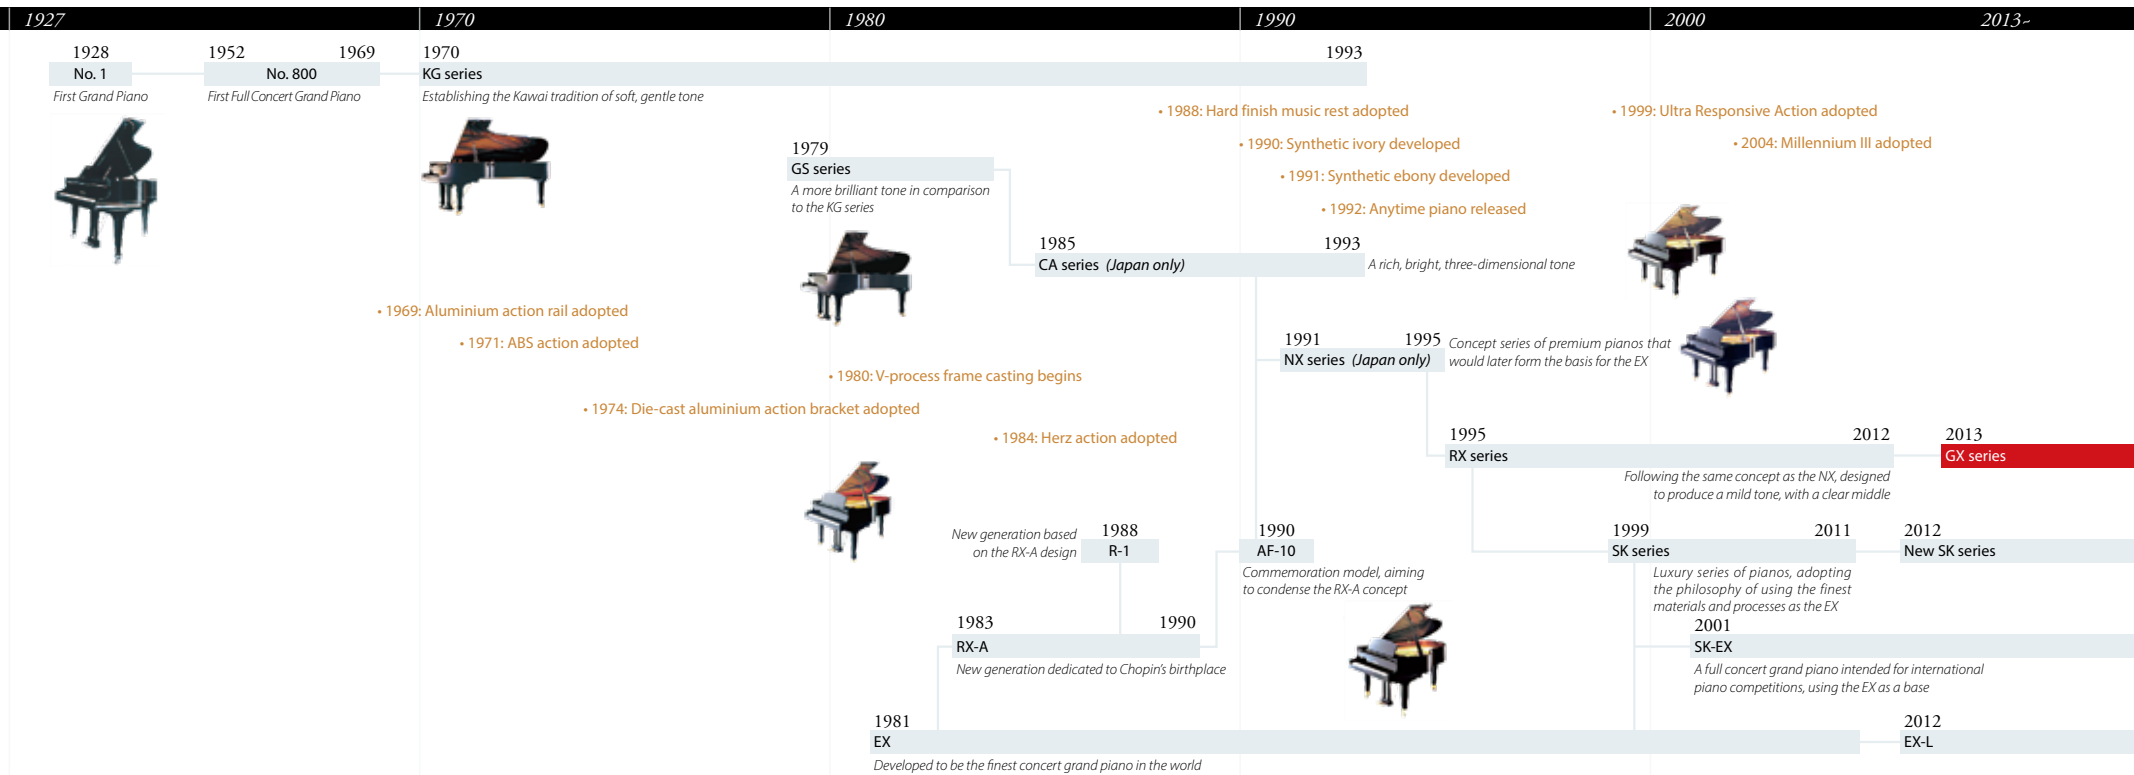 1927
1970
1980
1990
2000
2013~
1928
No. 1
First Grand Piano
1952
1969
No. 800
First Full Concert Grand Piano
1970
1993
KG series
Establishing the Kawai tradition of soft, gentle tone
• 1988: Hard finish music rest adopted
• 1990: Synthetic ivory developed
• 1991: Synthetic ebony developed
• 1992: Anytime piano released
• 1999: Ultra Responsive Action adopted
• 2004: Millennium III adopted
1979
GS series
A more brilliant tone in comparison
to the KG series
1985
1993
CA series (Japan only)
A rich, bright, three-dimensional tone
• 1969: Aluminium action rail adopted
• 1971: ABS action adopted
• 1980: V-process frame casting begins
• 1974: Die-cast aluminium action bracket adopted
• 1984: Herz action adopted
1991
1995
NX series (Japan only)
Concept series of premium pianos that
would later form the basis for the EX
1995
2012
RX series
Following the same concept as the NX, designed
to produce a mild tone, with a clear middle
2013
GX series
New generation based
on the RX-A design
1988
R-1
1990
AF-10
Commemoration model, aiming
to condense the RX-A concept
1999
2011
SK series
Luxury series of pianos, adopting
the philosophy of using the finest
materials and processes as the EX
2012
New SK series
1983
1990
RX-A
New generation dedicated to Chopin's birthplace
2001
SK-EX
A full concert grand piano intended for international
piano competitions, using the EX as a base
1981
EX
Developed to be the finest concert grand piano in the world
2012
EX-L